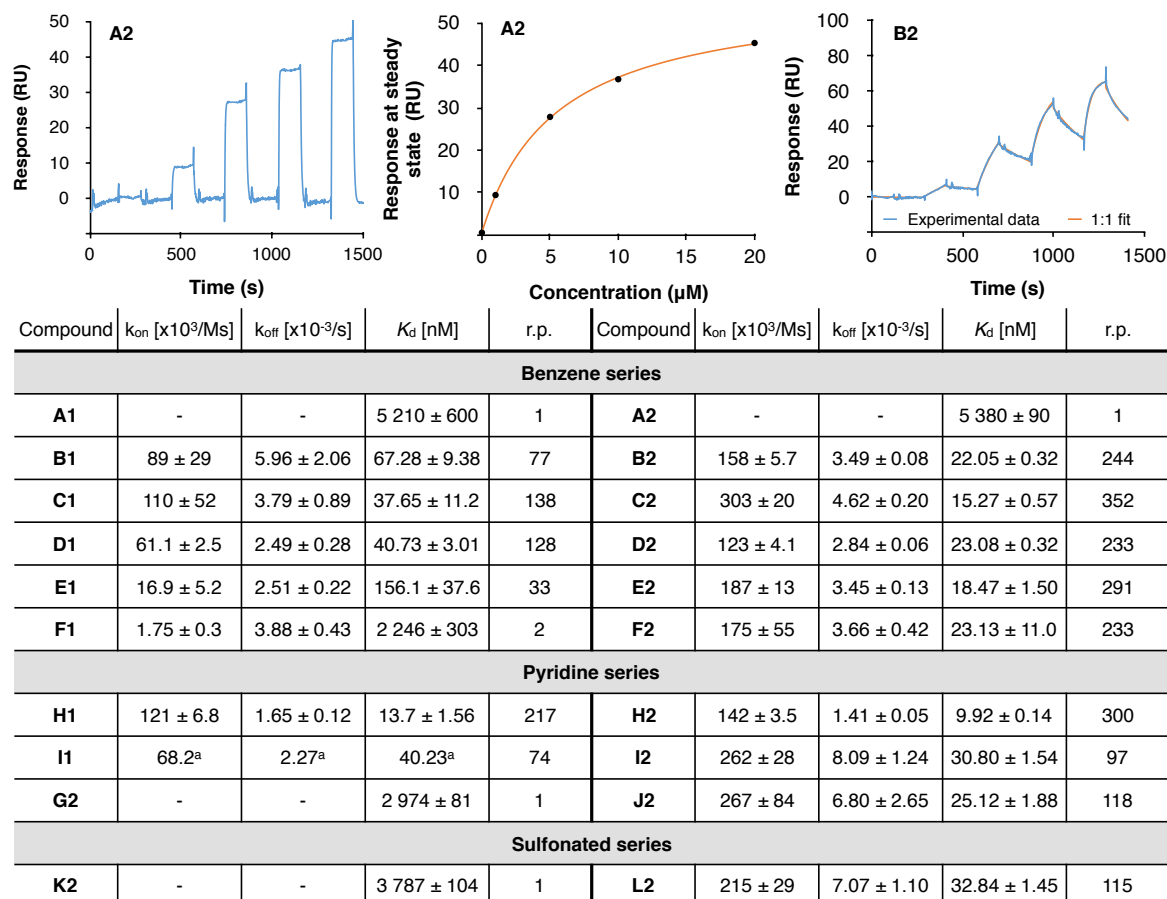 A2
Response (RU)
50
40
30
20
10
0
0 500 1000 1500
Time (s)
A2
Response at steady
state (RU)
50
40
30
20
10
0
0 5 10 15 20
Concentration (µM)
B2
Response (RU)
100
80
60
40
20
0
Experimental data 1:1 fit
0 500 1000 1500
Time (s)
Compound kon [x10³/Ms] koff [x10⁻³/s] Kd [nM] r.p. Compound kon [x10³/Ms] koff [x10⁻³/s] Kd [nM] r.p.
Benzene series
A1 - - 5 210 ± 600 1 A2 - - 5 380 ± 90 1
B1 89 ± 29 5.96 ± 2.06 67.28 ± 9.38 77 B2 158 ± 5.7 3.49 ± 0.08 22.05 ± 0.32 244
C1 110 ± 52 3.79 ± 0.89 37.65 ± 11.2 138 C2 303 ± 20 4.62 ± 0.20 15.27 ± 0.57 352
D1 61.1 ± 2.5 2.49 ± 0.28 40.73 ± 3.01 128 D2 123 ± 4.1 2.84 ± 0.06 23.08 ± 0.32 233
E1 16.9 ± 5.2 2.51 ± 0.22 156.1 ± 37.6 33 E2 187 ± 13 3.45 ± 0.13 18.47 ± 1.50 291
F1 1.75 ± 0.3 3.88 ± 0.43 2 246 ± 303 2 F2 175 ± 55 3.66 ± 0.42 23.13 ± 11.0 233
Pyridine series
H1 121 ± 6.8 1.65 ± 0.12 13.7 ± 1.56 217 H2 142 ± 3.5 1.41 ± 0.05 9.92 ± 0.14 300
I1 68.2ᵃ 2.27ᵃ 40.23ᵃ 74 I2 262 ± 28 8.09 ± 1.24 30.80 ± 1.54 97
G2 - - 2 974 ± 81 1 J2 267 ± 84 6.80 ± 2.65 25.12 ± 1.88 118
Sulfonated series
K2 - - 3 787 ± 104 1 L2 215 ± 29 7.07 ± 1.10 32.84 ± 1.45 115